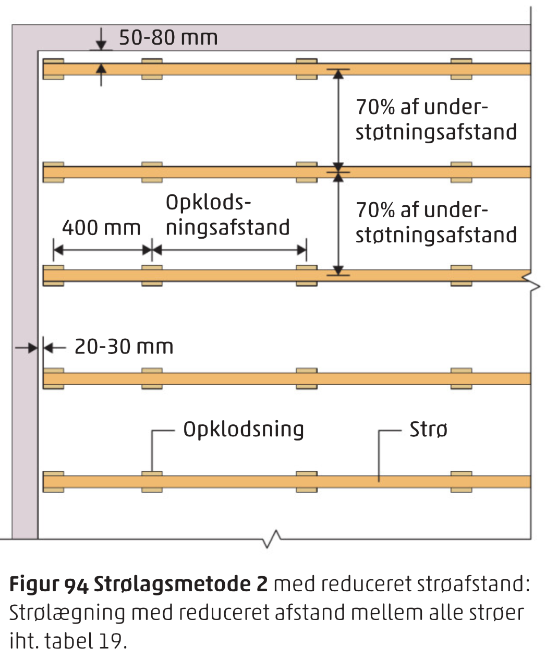 50-80 mm
70% af under-
støtningsafstand
Opklods-
ningsafstand
400 mm
70% af under-
støtningsafstand
20-30 mm
Opklodsning
Strø
Figur 94 Strølagsmetode 2 med reduceret strøafstand:
Strølægning med reduceret afstand mellem alle strøer
iht. tabel 19.